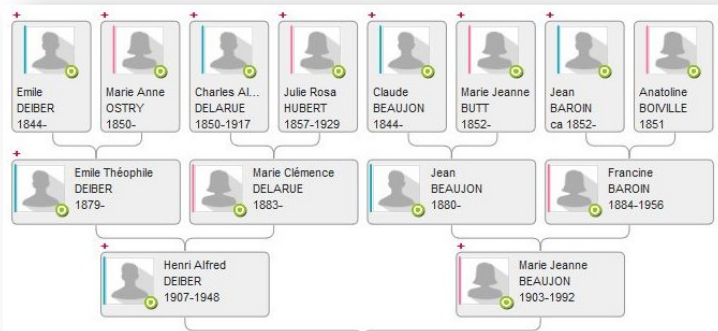 Emile
DEIBER
1844-
Marie Anne
OSTRY
1850-
Charles Al...
DELARUE
1850-1917
Julie Rosa
HUBERT
1857-1929
Claude
BEAUJON
1844-
Marie Jeanne
BUTT
1852-
Jean
BAROIN
ca 1852-
Anatoline
BOIVILLE
1851
Emile Théophile
DEIBER
1879-
Marie Clémence
DELARUE
1883-
Jean
BEAUJON
1880-
Francine
BAROIN
1884-1956
Henri Alfred
DEIBER
1907-1948
Marie Jeanne
BEAUJON
1903-1992